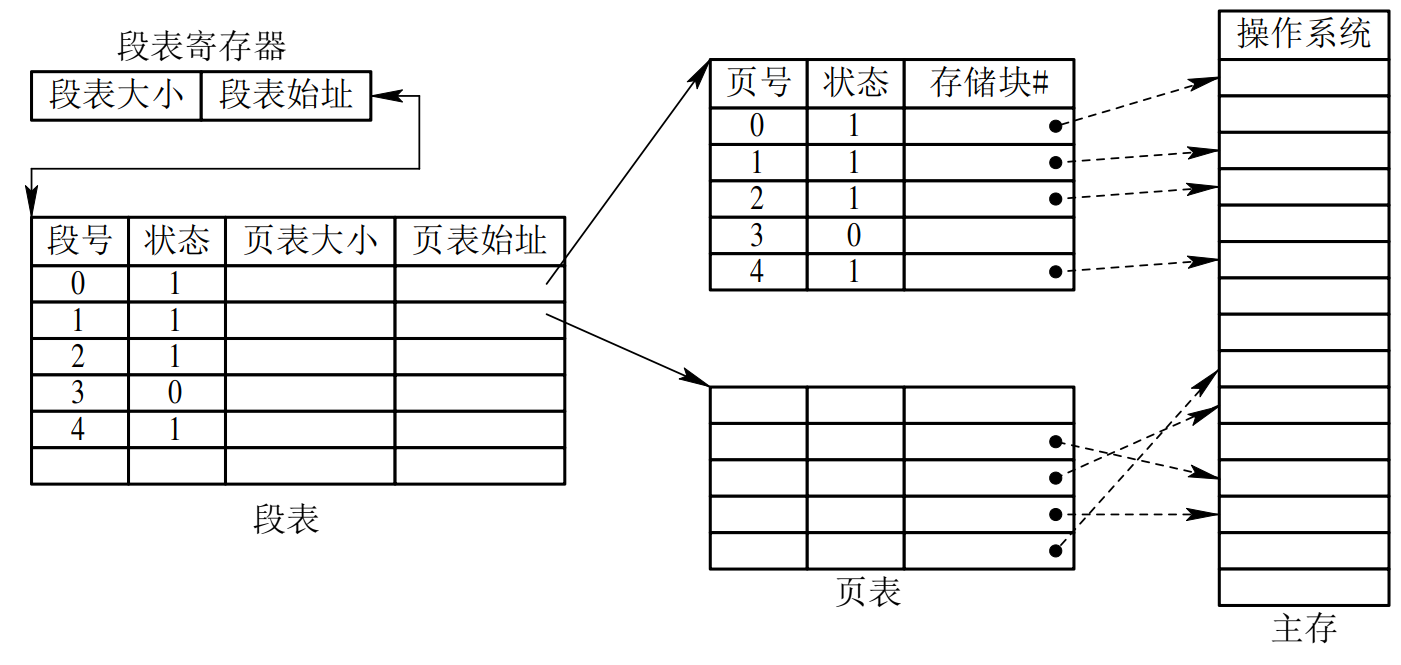 段表寄存器
段表大小 段表始址
段号 状态 页表大小 页表始址
0 1
1 1
2 1
3 0
4 1
段表
页号 状态 存储块#
0 1
1 1
2 1
3 0
4 1
页表
操作系统
主存